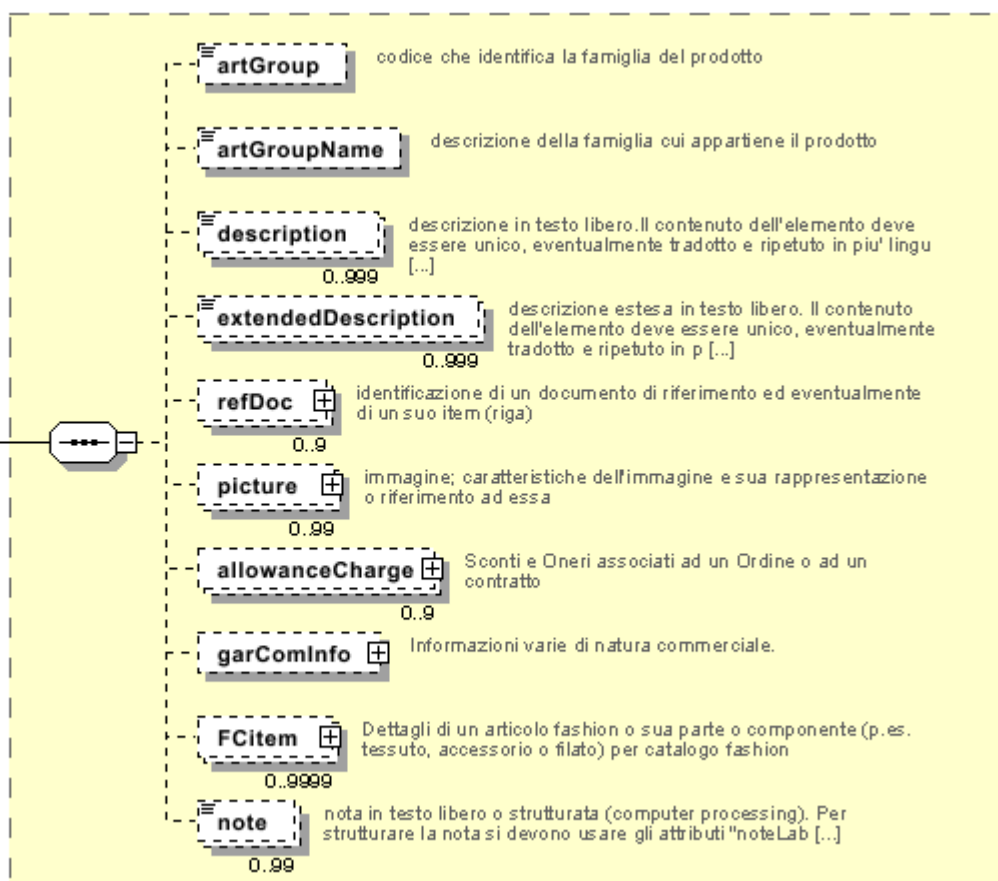 artGroup
codice che identifica la famiglia del prodotto
artGroupName
descrizione della famiglia cui appartiene il prodotto
description
descrizione in testo libero.Il contenuto dell'elemento deve
essere unico, eventualmente tradotto e ripetuto in piu' lingu
[...]
0..999
extendedDescription
descrizione estesa in testo libero. Il contenuto
dell'elemento deve essere unico, eventualmente
tradotto e ripetuto in p [...]
0..999
refDoc
identificazione di un documento di riferimento ed eventualmente
di un suo item (riga)
0..9
picture
immagine; caratteristiche dell'immagine e sua rappresentazione
o riferimento ad essa
0..99
allowanceCharge
Sconti e Oneri associati ad un Ordine o ad un
contratto
0..9
garComInfo
Informazioni varie di natura commerciale.
FCitem
Dettagli di un articolo fashion o sua parte o componente (p.es.
tessuto, accessorio o filato) per catalogo fashion
0..9999
note
nota in testo libero o strutturata (computer processing). Per
strutturare la nota si devono usare gli attributi "noteLab [...]
0..99